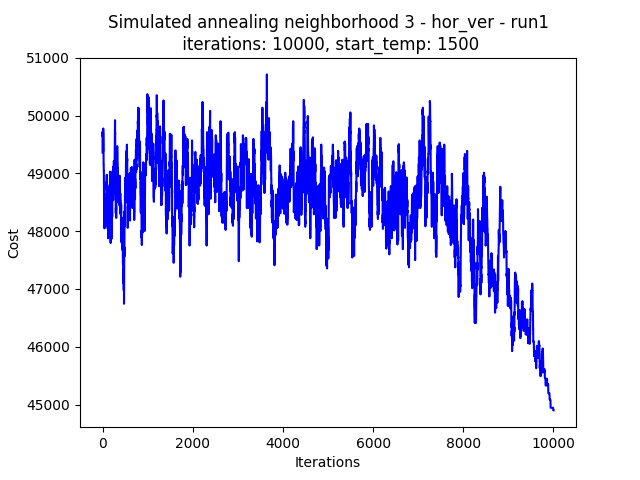 Simulated annealing neighborhood 3 - hor_ver - run1
iterations: 10000, start_temp: 1500
51000
50000
49000
48000
47000
46000
45000
Cost
0 2000 4000 6000 8000 10000
Iterations